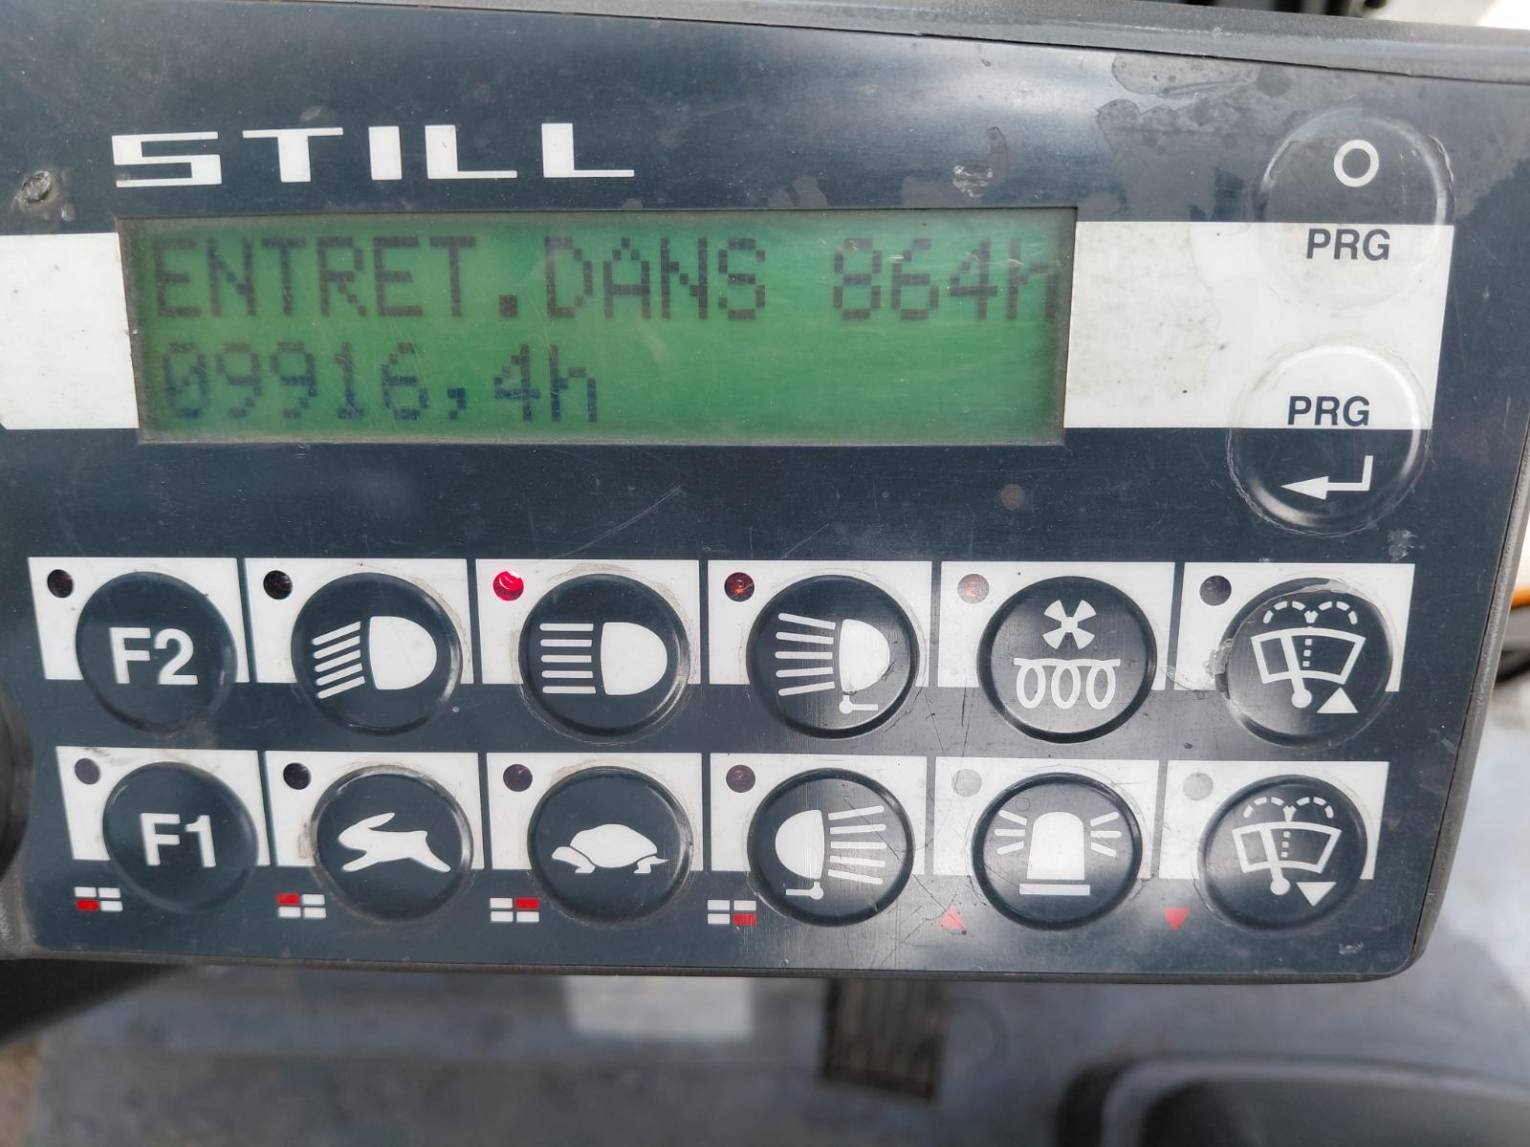 STILL
ENTRET.DANS 864h
09916,4h
PRG
PRG
F2
F1